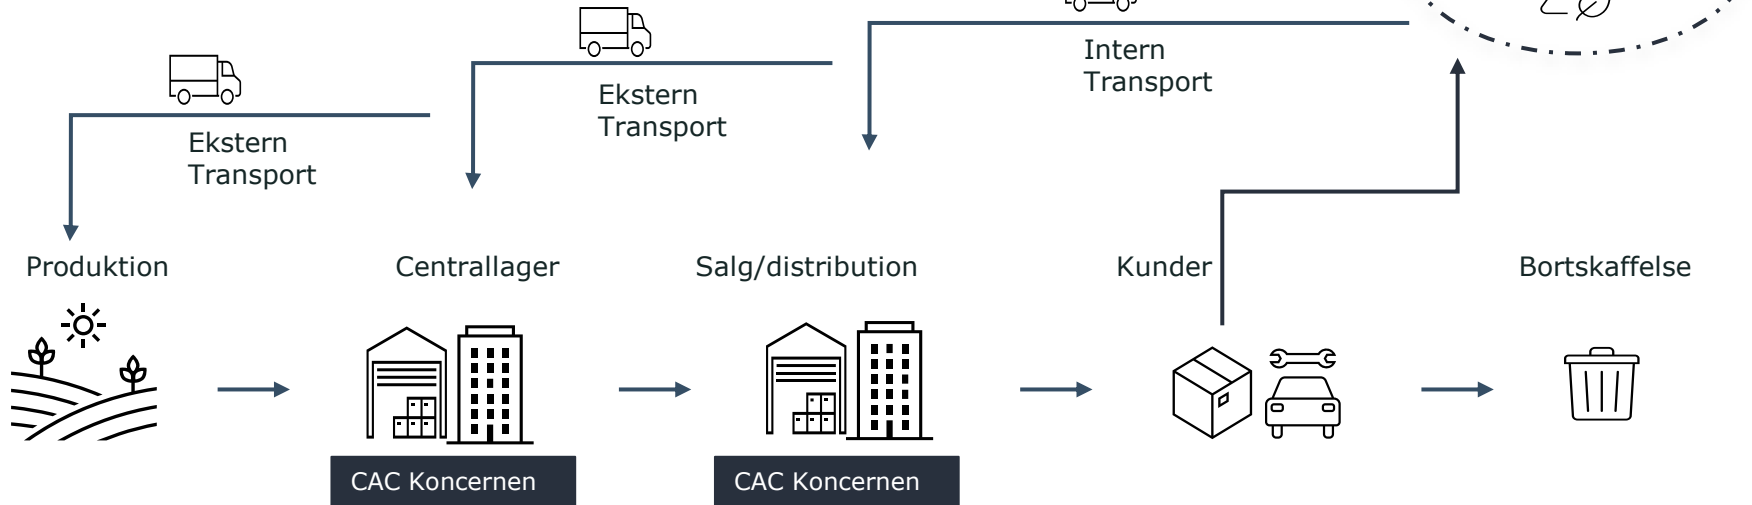 Intern
Transport
Ekstern
Transport
Ekstern
Transport
Produktion
Centrallager
Salg/distribution
Kunder
Bortskaffelse
CAC Koncernen
CAC Koncernen